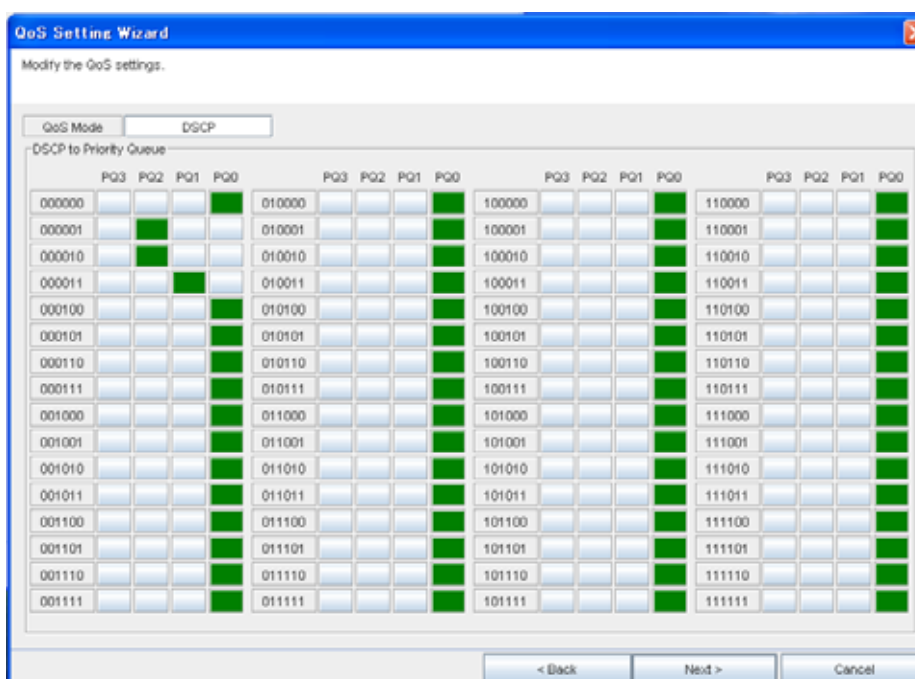 QoS Setting Wizard
Modify the QoS settings.
QoS Mode DSCP
DSCP to Priority Queue
PQ3 PQ2 PQ1 PQ0 PQ3 PQ2 PQ1 PQ0 PQ3 PQ2 PQ1 PQ0 PQ3 PQ2 PQ1 PQ0
000000 010000 100000 110000
000001 010001 100001 110001
000010 010010 100010 110010
000011 010011 100011 110011
000100 010100 100100 110100
000101 010101 100101 110101
000110 010110 100110 110110
000111 010111 100111 110111
001000 011000 101000 111000
001001 011001 101001 111001
001010 011010 101010 111010
001011 011011 101011 111011
001100 011100 101100 111100
001101 011101 101101 111101
001110 011110 101110 111110
001111 011111 101111 111111
< Back Next > Cancel